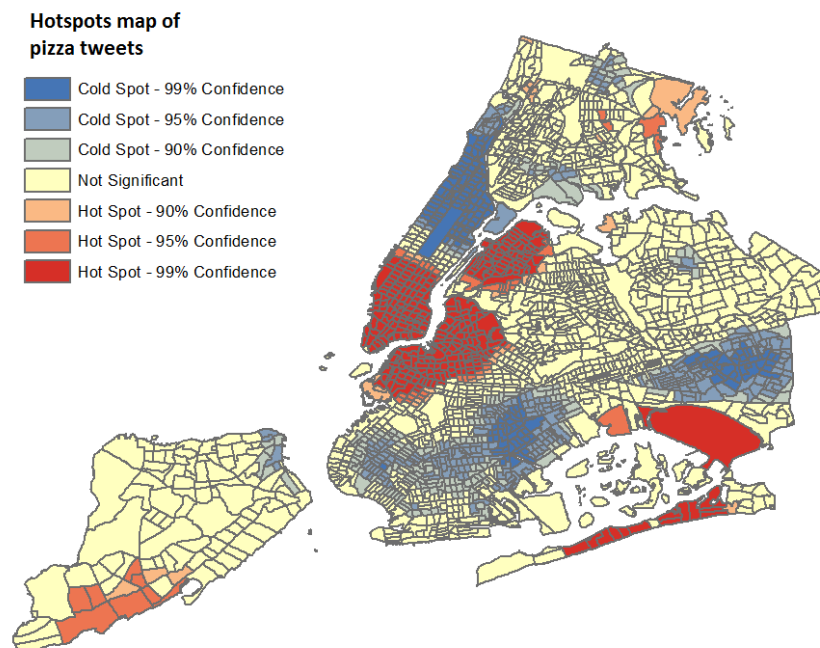 Hotspots map of
pizza tweets
Cold Spot - 99% Confidence
Cold Spot - 95% Confidence
Cold Spot - 90% Confidence
Not Significant
Hot Spot - 90% Confidence
Hot Spot - 95% Confidence
Hot Spot - 99% Confidence